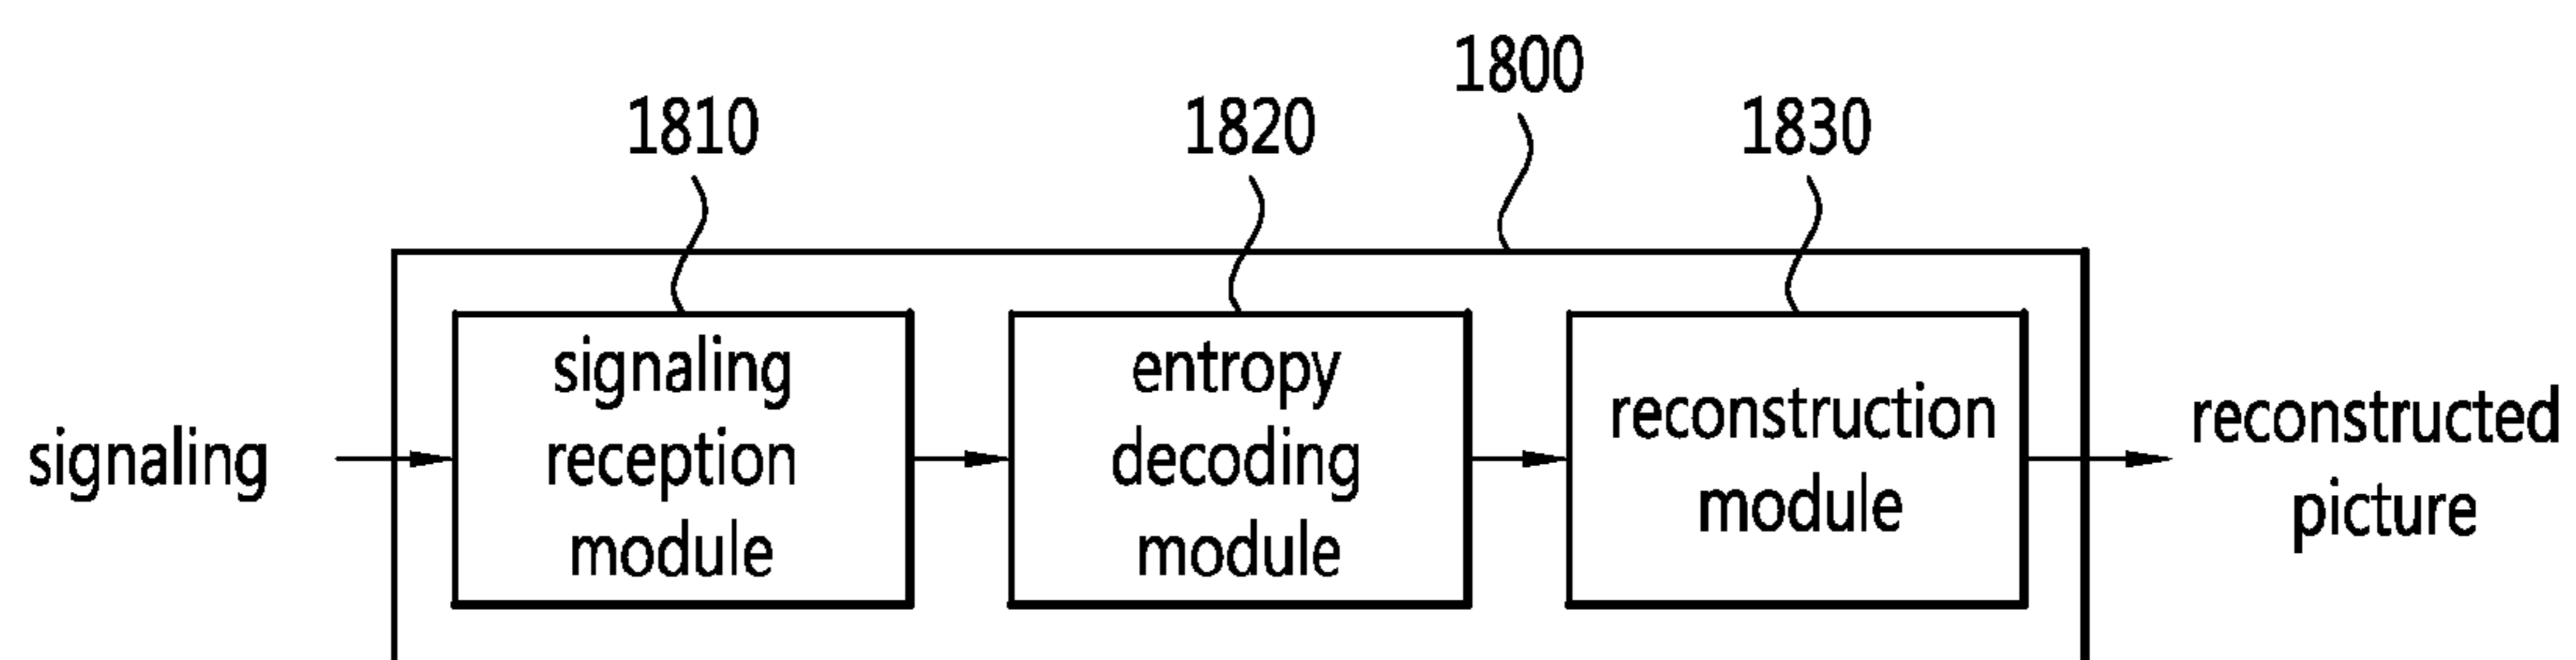 1800
1810
1820
1830
signaling
signaling
reception
module
entropy
decoding
module
reconstruction
module
reconstructed
picture